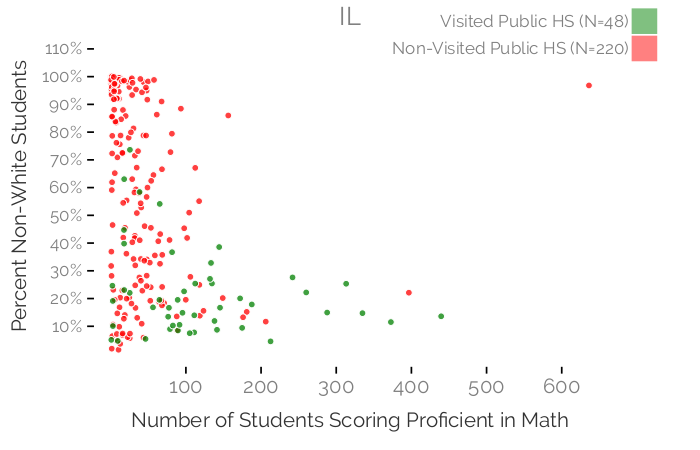 IL
Visited Public HS (N=48)
Non-Visited Public HS (N=220)
Percent Non-White Students
110%
100%
90%
80%
70%
60%
50%
40%
30%
20%
10%
100 200 300 400 500 600
Number of Students Scoring Proficient in Math